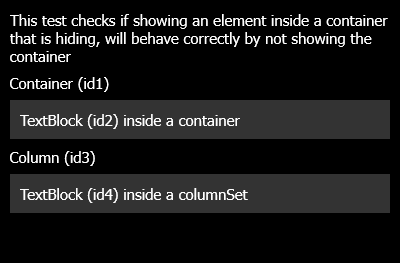 This test checks if showing an element inside a container
that is hiding, will behave correctly by not showing the
container
Container (id1)
TextBlock (id2) inside a container
Column (id3)
TextBlock (id4) inside a columnSet